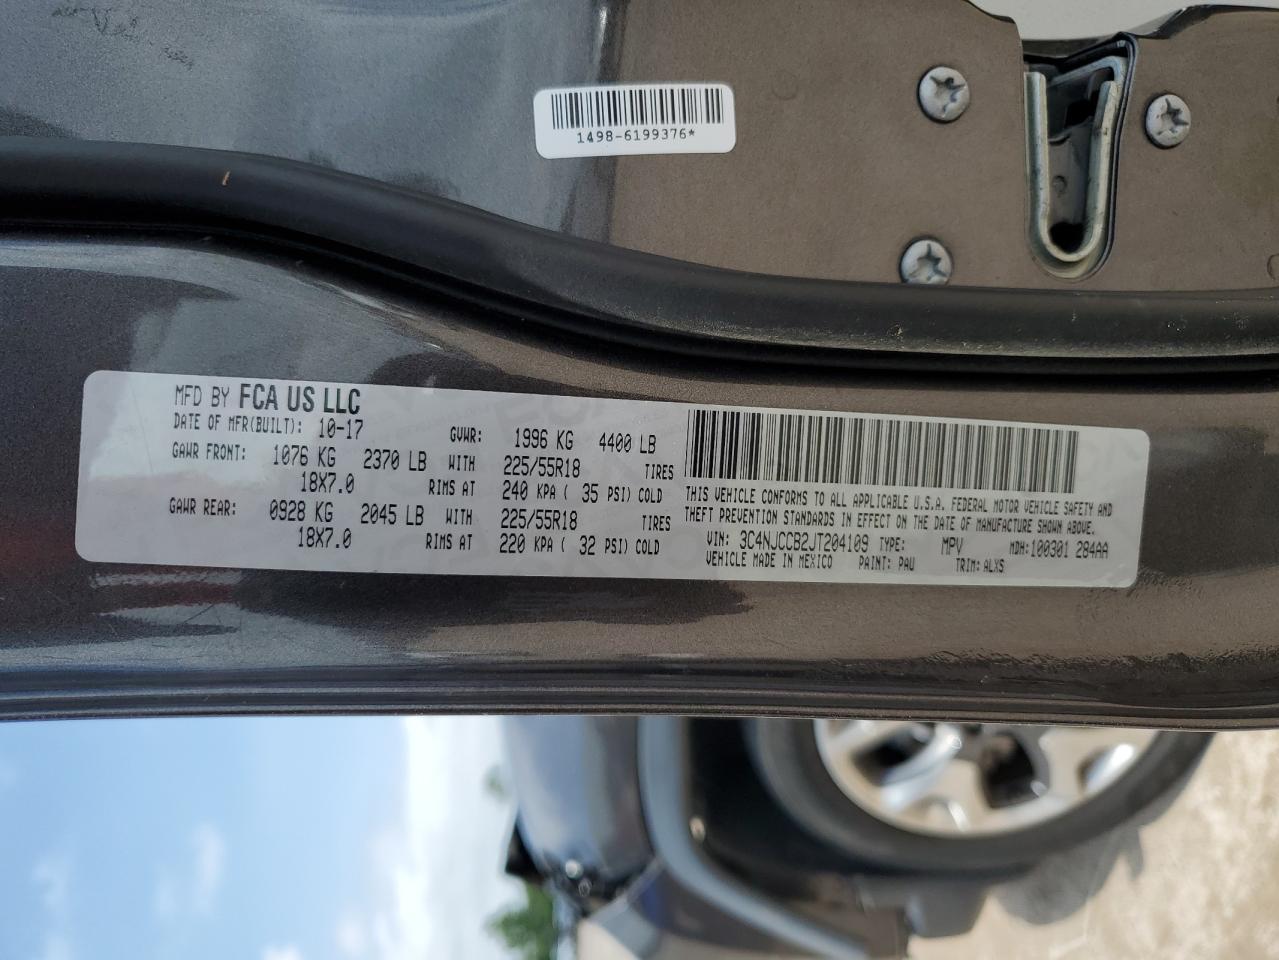 1498-6199376*
MFD BY FCA US LLC
DATE OF MFR(BUILT): 10-17 GVWR: 1996 KG 4400 LB
GAWR FRONT: 1076 KG 2370 LB WITH 225/55R18 TIRES
18X7.0 RIMS AT 240 KPA ( 35 PSI) COLD
GAWR REAR: 0928 KG 2045 LB WITH 225/55R18 TIRES
18X7.0 RIMS AT 220 KPA ( 32 PSI) COLD
THIS VEHICLE CONFORMS TO ALL APPLICABLE U.S.A. FEDERAL MOTOR VEHICLE SAFETY AND
THEFT PREVENTION STANDARDS IN EFFECT ON THE DATE OF MANUFACTURE SHOWN ABOVE.
VIN: 3C4NJCCB2JT204109 TYPE: MPV MDH:100301 284AA
VEHICLE MADE IN MEXICO PAINT: PAU TRIM: ALXS